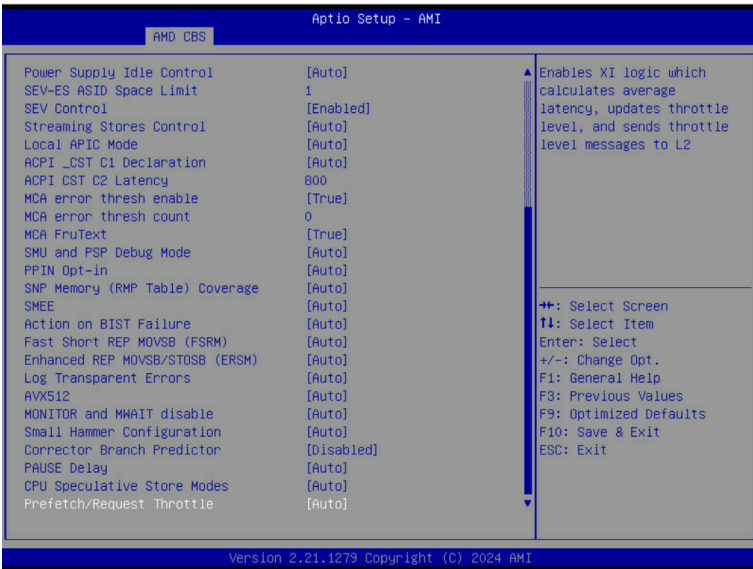 Aptio Setup – AMI
AMD CBS
Power Supply Idle Control [Auto]
SEV-ES ASID Space Limit 1
SEV Control [Enabled]
Streaming Stores Control [Auto]
Local APIC Mode [Auto]
ACPI _CST C1 Declaration [Auto]
ACPI CST C2 Latency 800
MCA error thresh enable [True]
MCA error thresh count 0
MCA FruText [True]
SMU and PSP Debug Mode [Auto]
PPIN Opt-in [Auto]
SNP Memory (RMP Table) Coverage [Auto]
SMEE [Auto]
Action on BIST Failure [Auto]
Fast Short REP MOVSB (FSRM) [Auto]
Enhanced REP MOVSB/STOSB (ERSM) [Auto]
Log Transparent Errors [Auto]
AVX512 [Auto]
MONITOR and MWAIT disable [Auto]
Small Hammer Configuration [Auto]
Corrector Branch Predictor [Disabled]
PAUSE Delay [Auto]
CPU Speculative Store Modes [Auto]
Prefetch/Request Throttle [Auto]
Enables XI logic which
calculates average
latency, updates throttle
level, and sends throttle
level messages to L2
→←: Select Screen
↑↓: Select Item
Enter: Select
+/-: Change Opt.
F1: General Help
F3: Previous Values
F9: Optimized Defaults
F10: Save & Exit
ESC: Exit
Version 2.21.1279 Copyright (C) 2024 AMI